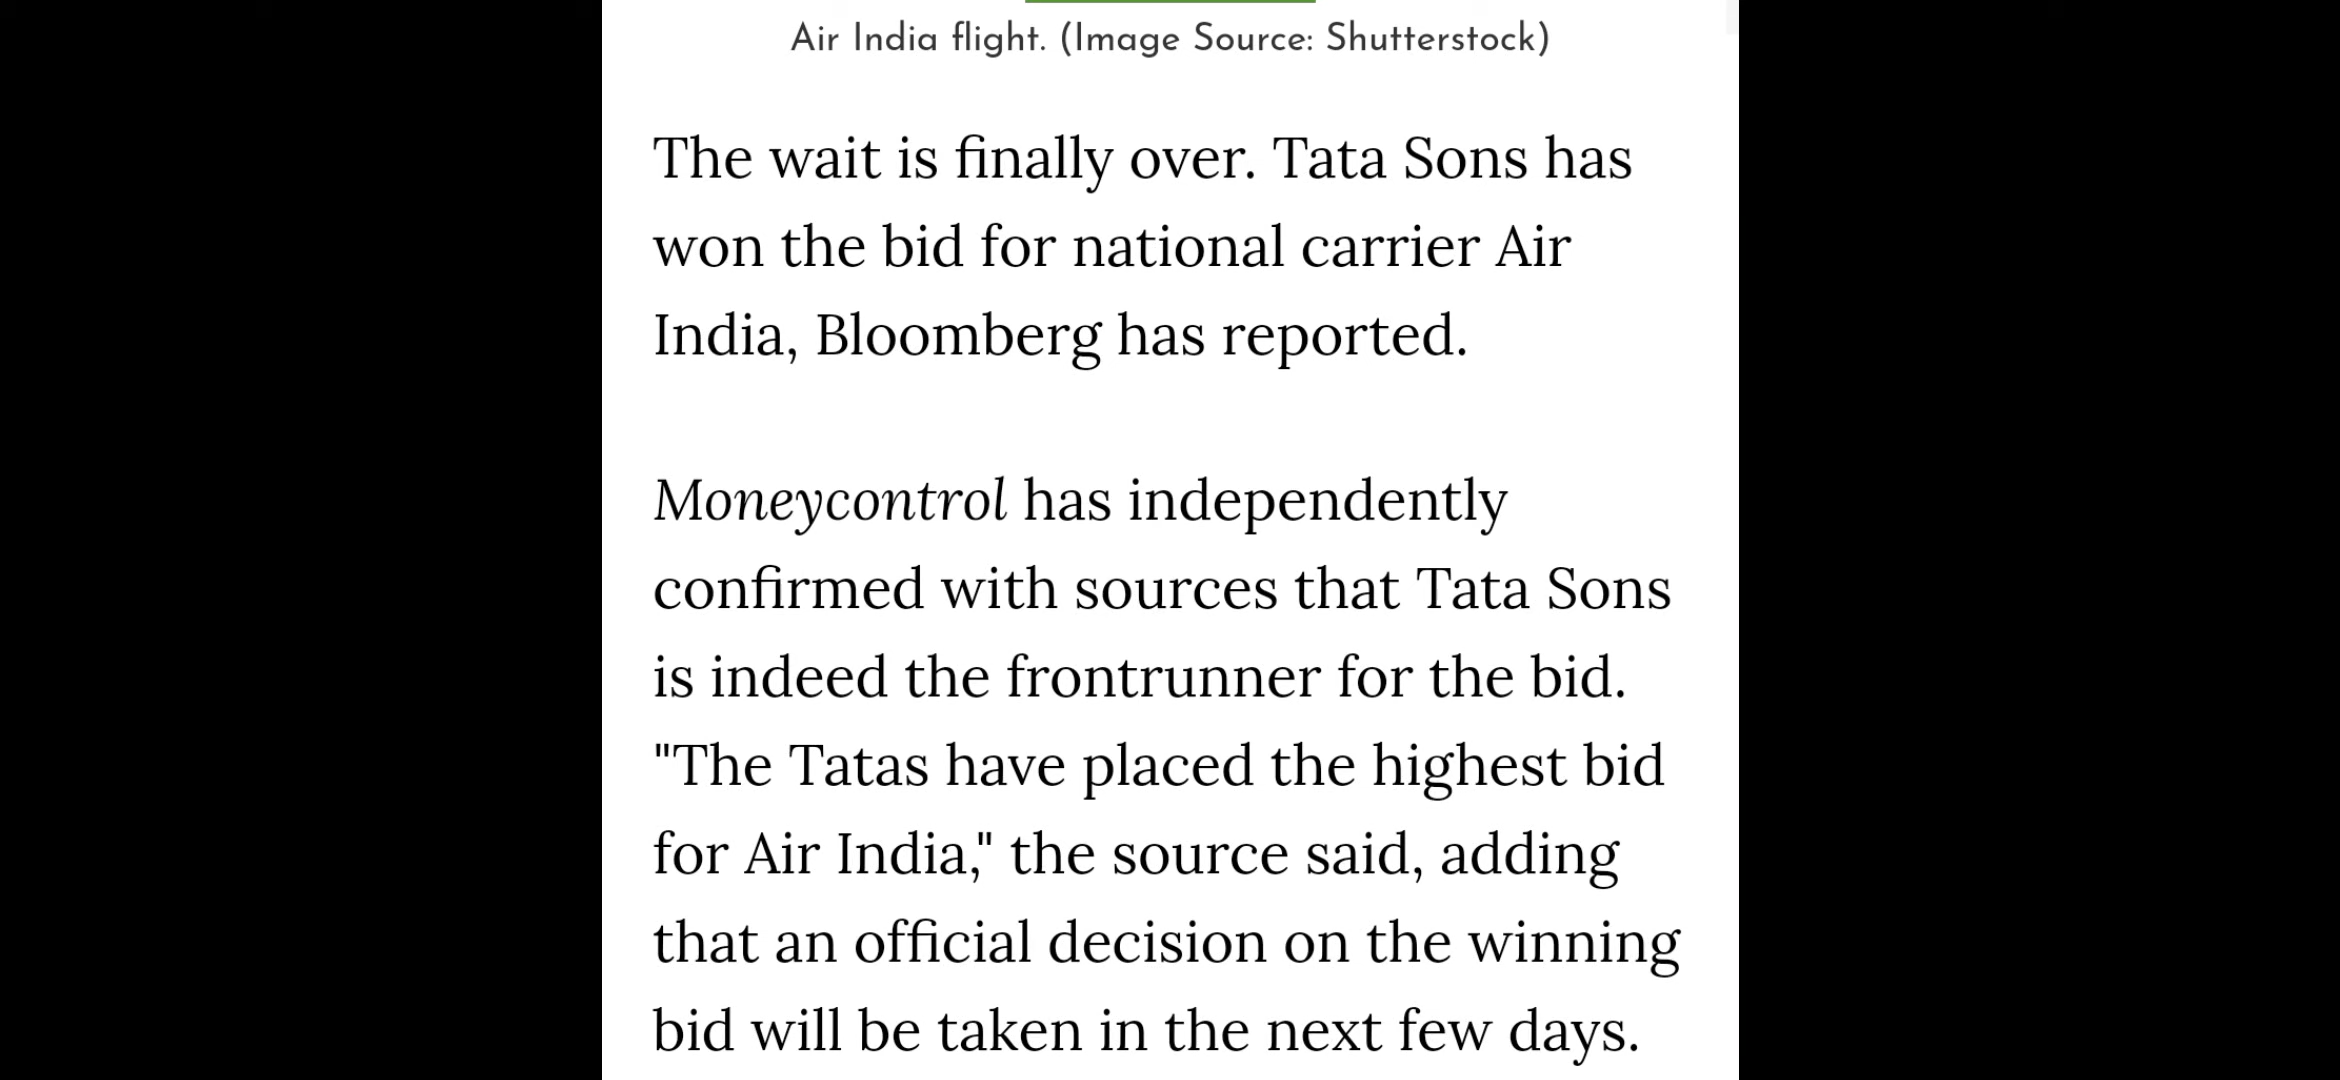 Air India flight. (Image Source: Shutterstock)
The wait is finally over. Tata Sons has
won the bid for national carrier Air
India, Bloomberg has reported.
Moneycontrol has independently
confirmed with sources that Tata Sons
is indeed the frontrunner for the bid.
"The Tatas have placed the highest bid
for Air India," the source said, adding
that an official decision on the winning
bid will be taken in the next few days.